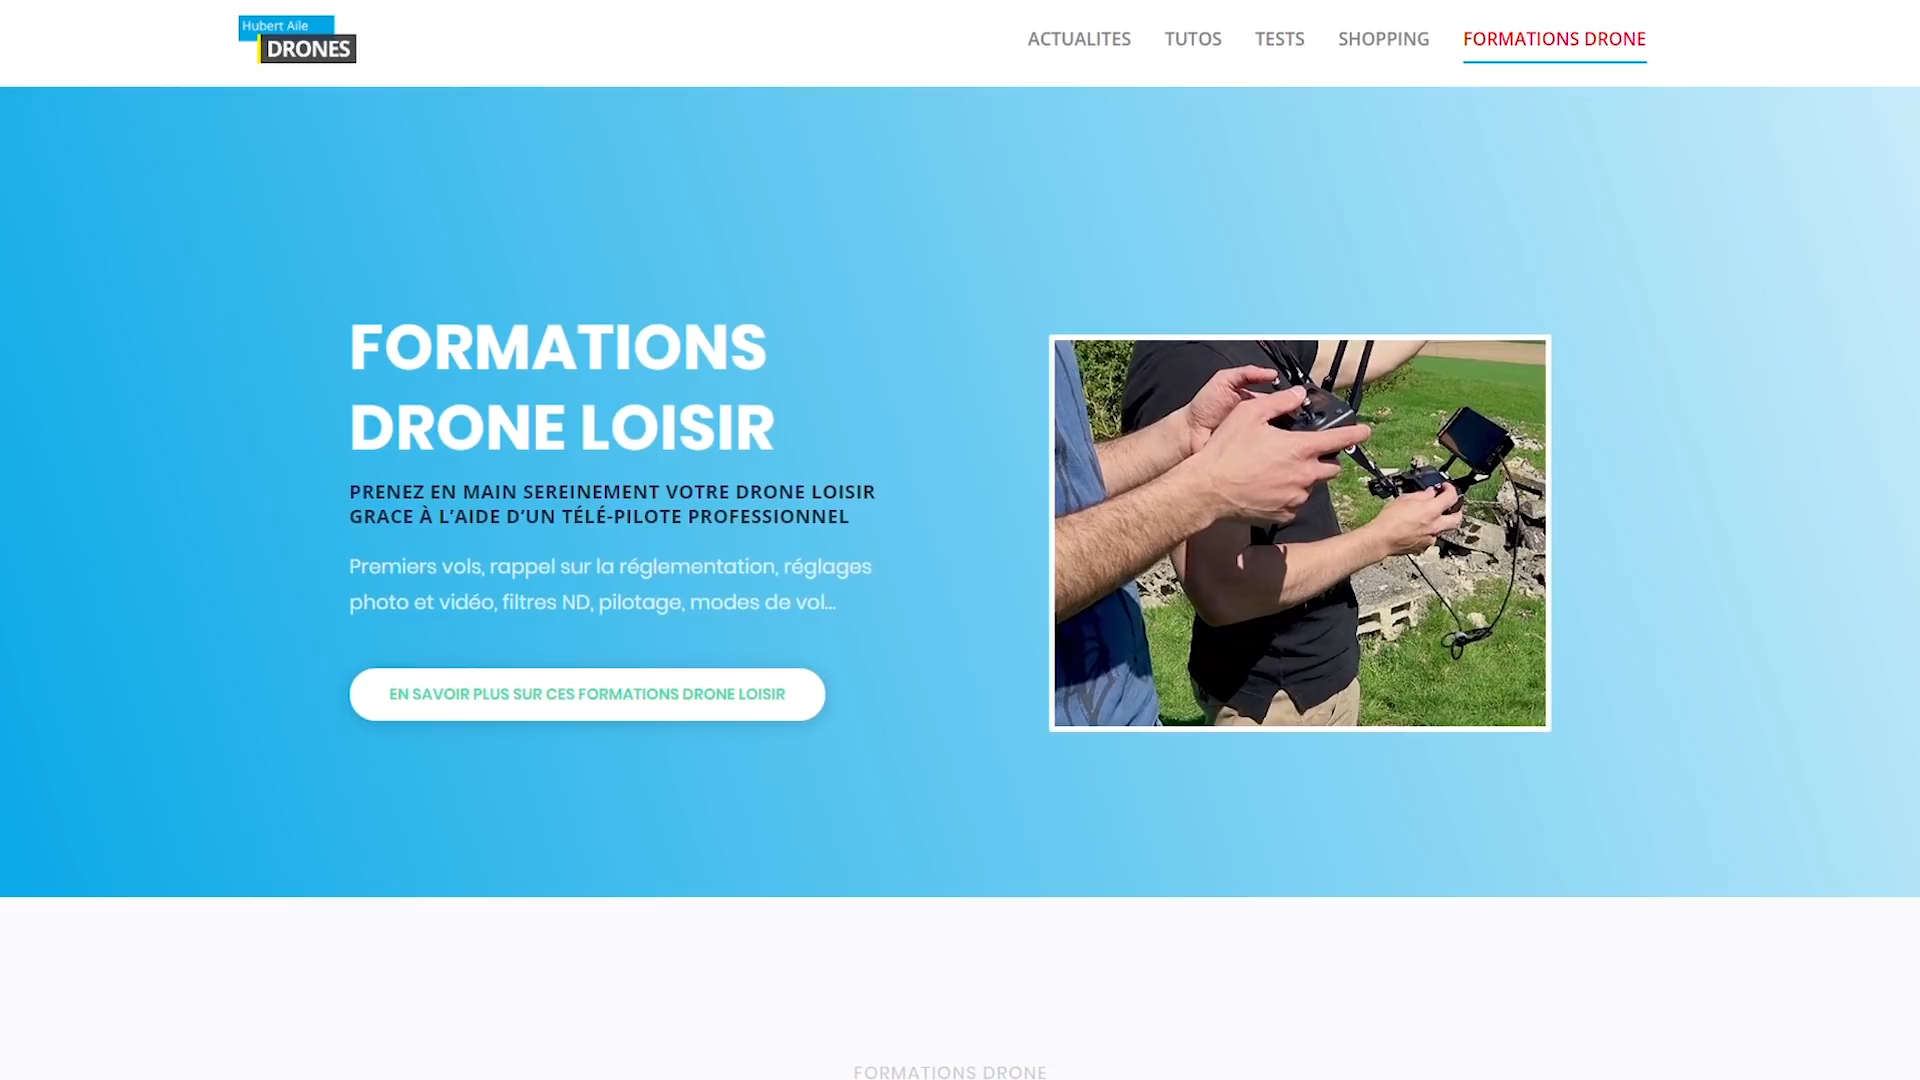 Hubert Aile
DRONES
ACTUALITES TUTOS TESTS SHOPPING FORMATIONS DRONE
FORMATIONS
DRONE LOISIR
PRENEZ EN MAIN SEREINEMENT VOTRE DRONE LOISIR
GRACE À L’AIDE D’UN TÉLÉ-PILOTE PROFESSIONNEL
Premiers vols, rappel sur la réglementation, réglages
photo et vidéo, filtres ND, pilotage, modes de vol...
EN SAVOIR PLUS SUR CES FORMATIONS DRONE LOISIR
FORMATIONS DRONE